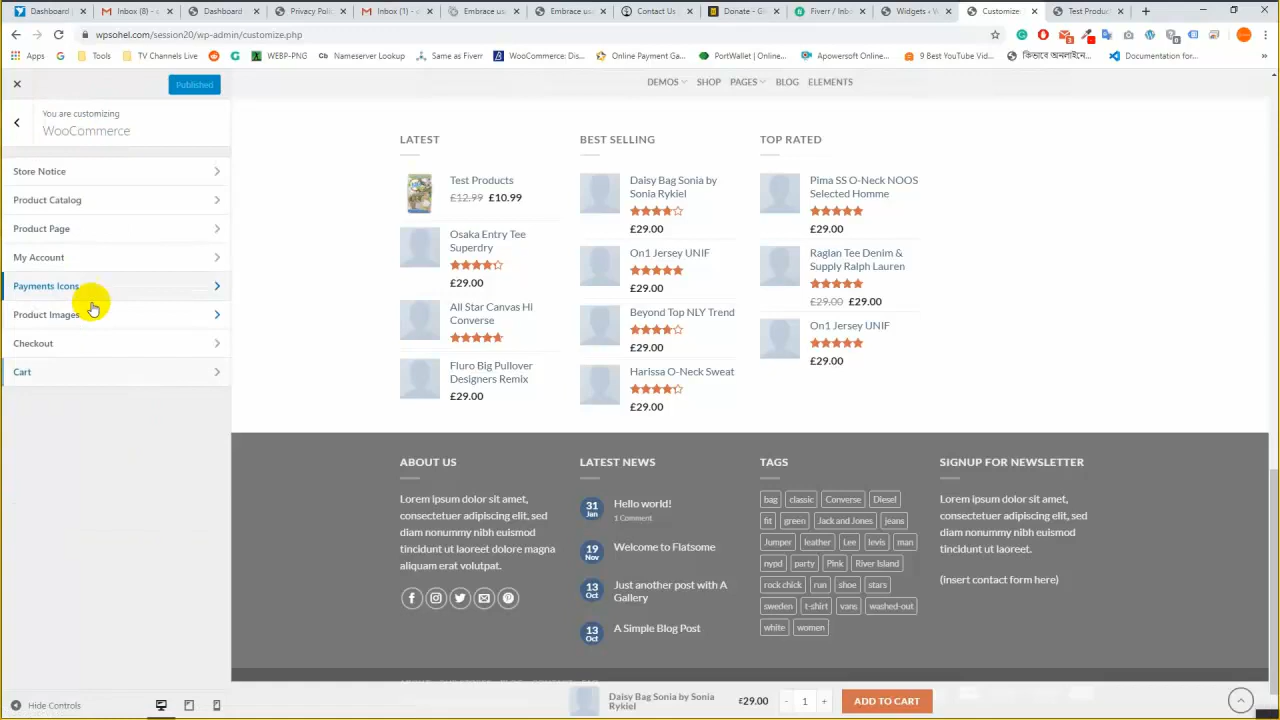 Dashboard |
Inbox (8) - c
Dashboard
Privacy Polic
Inbox (1) - c
Embrace us
Embrace us
Contact Us
Donate - Gi
Fiverr / Inbo
Widgets ‹ W
Customize
Test Produc
wpsohel.com/session20/wp-admin/customize.php
Apps
Tools
TV Channels Live
WEBP-PNG
Nameserver Lookup
Same as Faverr
WooCommerce: Dis...
Online Payment Ga...
PortWallet | Online...
Apowersoft Online...
9 Best YouTube Vid...
কিভাবে অনলাইনে...
Documentation for...
»
Published
You are customizing
WooCommerce
Store Notice
Product Catalog
Product Page
My Account
Payments Icons
Product Images
Checkout
Cart
Hide Controls
DEMOS
SHOP
PAGES
BLOG
ELEMENTS
LATEST
Test Products
£12.99 £10.99
Osaka Entry Tee
Superdry
£29.00
All Star Canvas Hi
Converse
Fluro Big Pullover
Designers Remix
£29.00
BEST SELLING
Daisy Bag Sonia by
Sonia Rykiel
£29.00
On1 Jersey UNIF
£29.00
Beyond Top NLY Trend
£29.00
Harissa O-Neck Sweat
£29.00
TOP RATED
Pima SS O-Neck NOOS
Selected Homme
£29.00
Raglan Tee Denim &
Supply Ralph Lauren
£29.00 £29.00
On1 Jersey UNIF
£29.00
ABOUT US
Lorem ipsum dolor sit amet,
consectetuer adipiscing elit, sed
diam nonummy nibh euismod
tincidunt ut laoreet dolore magna
aliquam erat volutpat.
LATEST NEWS
31
Jan
Hello world!
1 Comment
19
Nov
Welcome to Flatsome
13
Oct
Just another post with A
Gallery
13
Oct
A Simple Blog Post
TAGS
bag classic Converse Diesel
fit green Jack and Jones jeans
Jumper leather Lee levis man
nypd party Pink River Island
rock chick run shoe stars
sweden t-shirt vans washed-out
white women
SIGNUP FOR NEWSLETTER
Lorem ipsum dolor sit amet,
consectetuer adipiscing elit, sed
diam nonummy nibh euismod
tincidunt ut laoreet.
(insert contact form here)
Daisy Bag Sonia by Sonia
Rykiel
£29.00
- 1 +
ADD TO CART